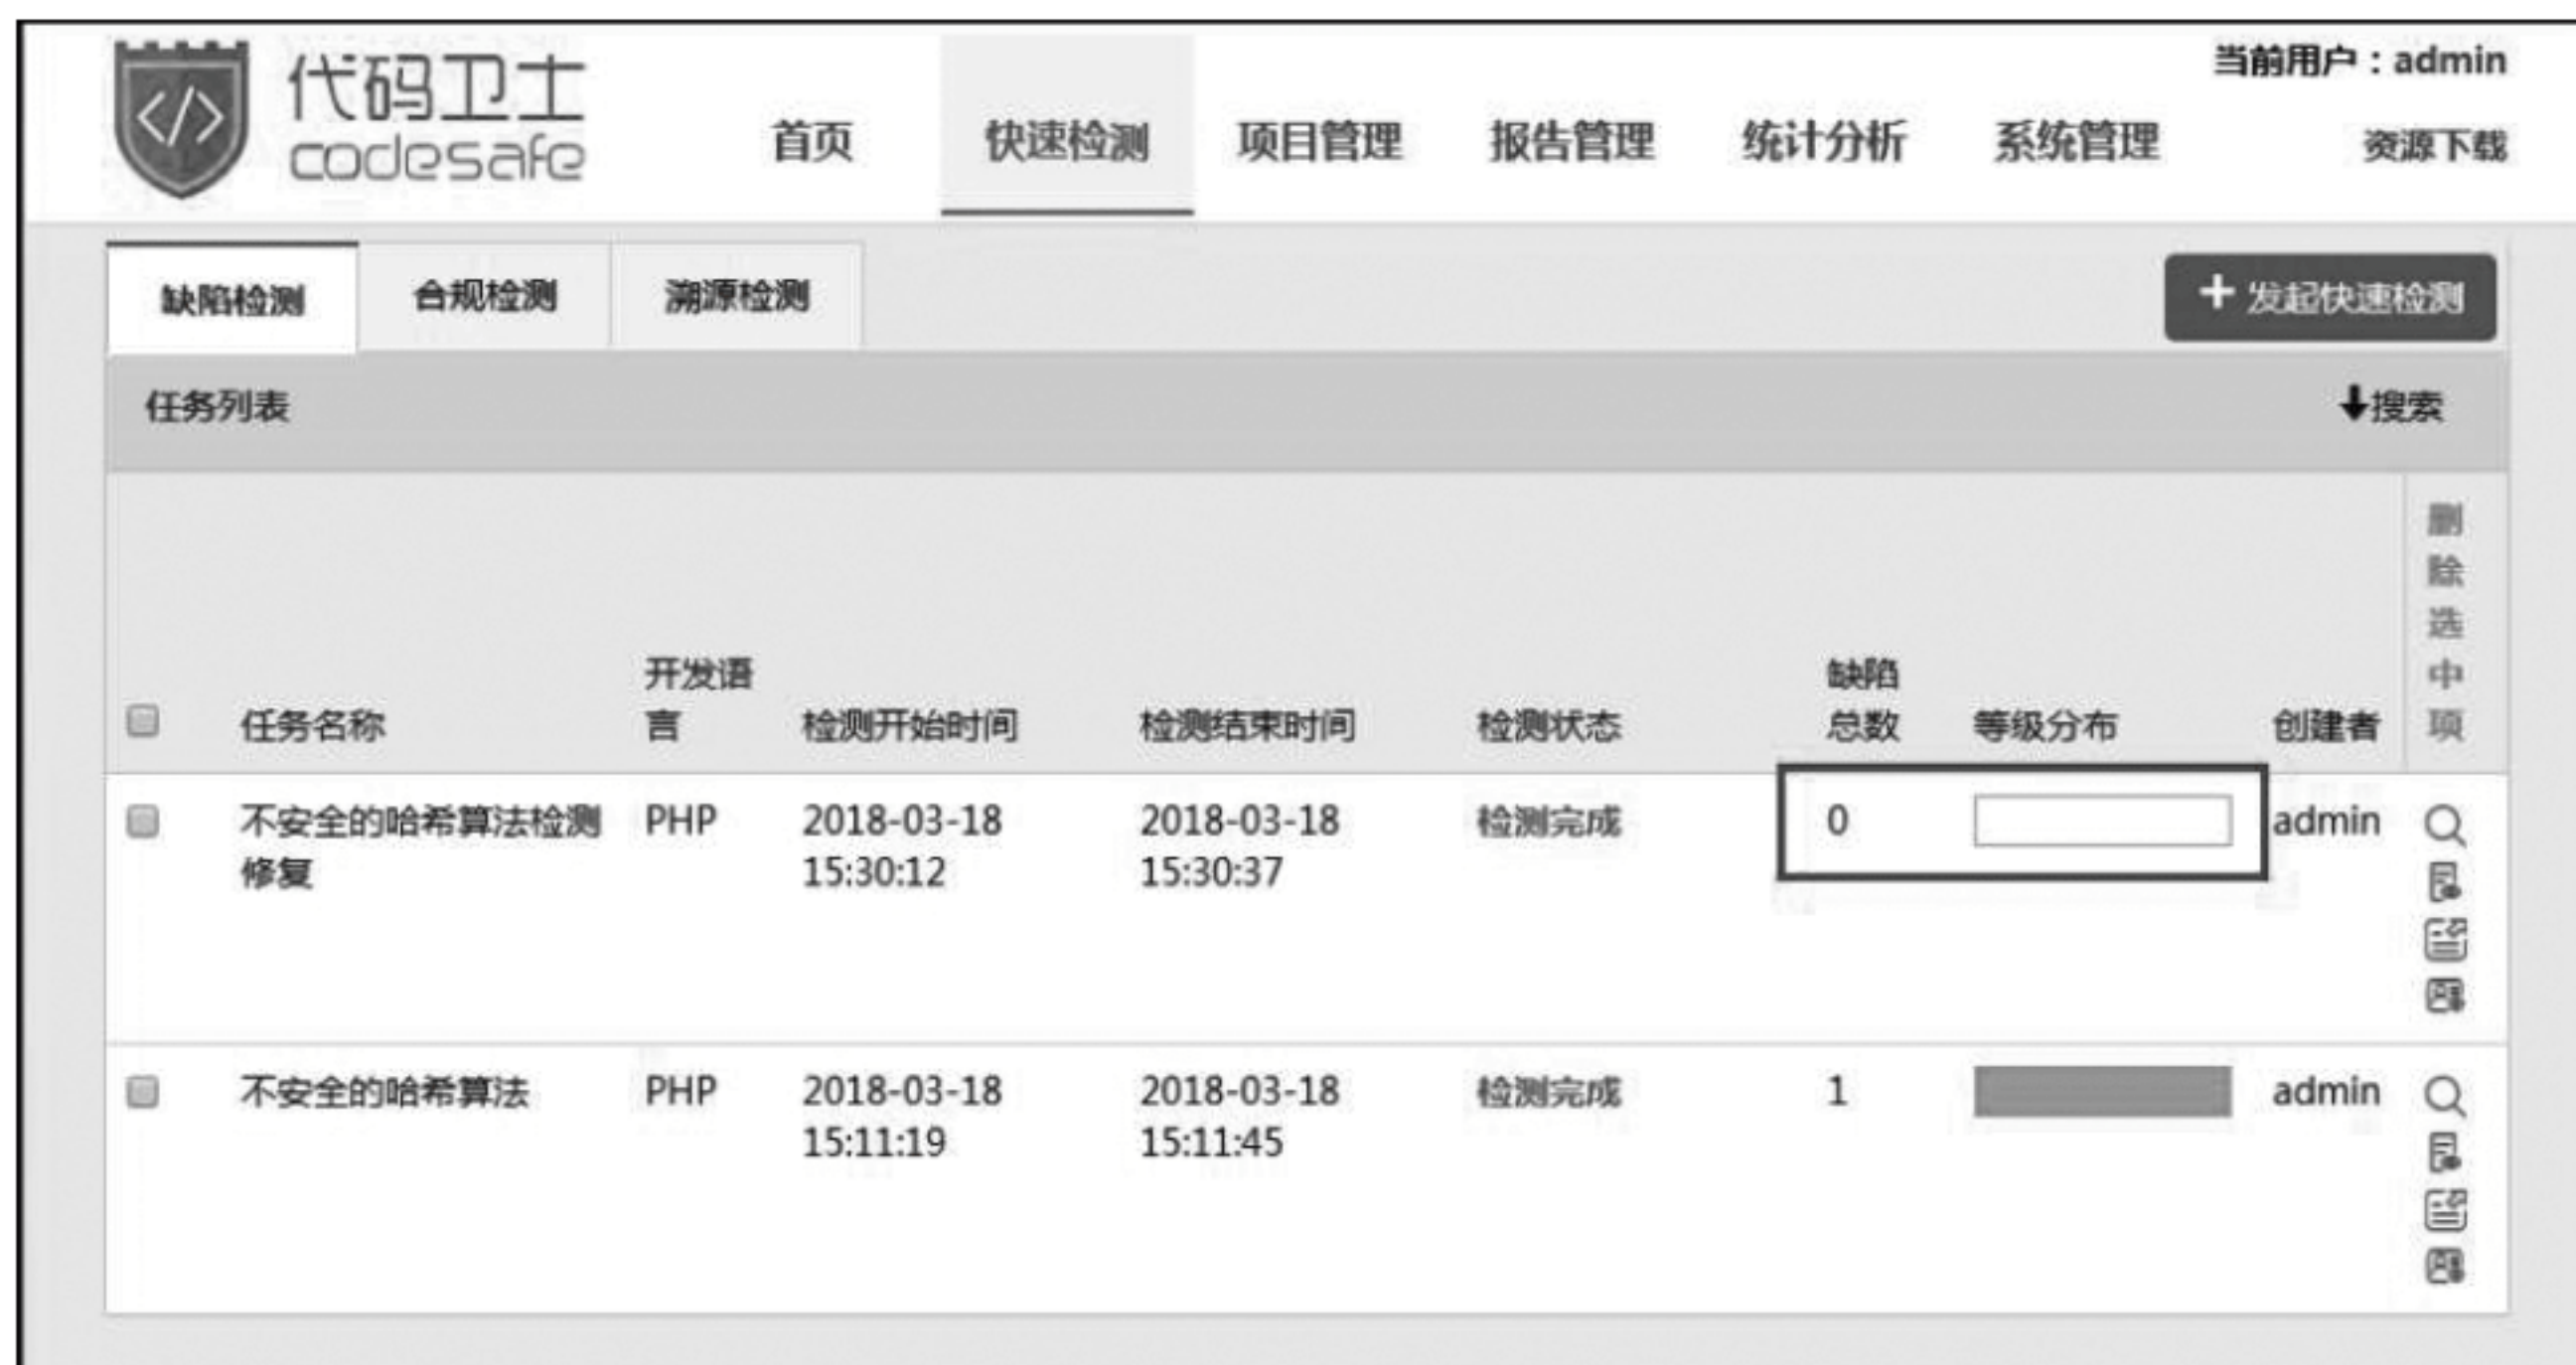 当前用户：admin
代码卫士
codesafe
首页 快速检测 项目管理 报告管理 统计分析 系统管理 资源下载
缺陷检测 合规检测 溯源检测 + 发起快速检测
任务列表 搜索
删除选中项
任务名称 开发语言 检测开始时间 检测结束时间 检测状态 缺陷总数 等级分布 创建者
不安全的哈希算法检测 PHP 2018-03-18 2018-03-18 检测完成 0 admin
修复 15:30:12 15:30:37
不安全的哈希算法 PHP 2018-03-18 2018-03-18 检测完成 1 admin
15:11:19 15:11:45